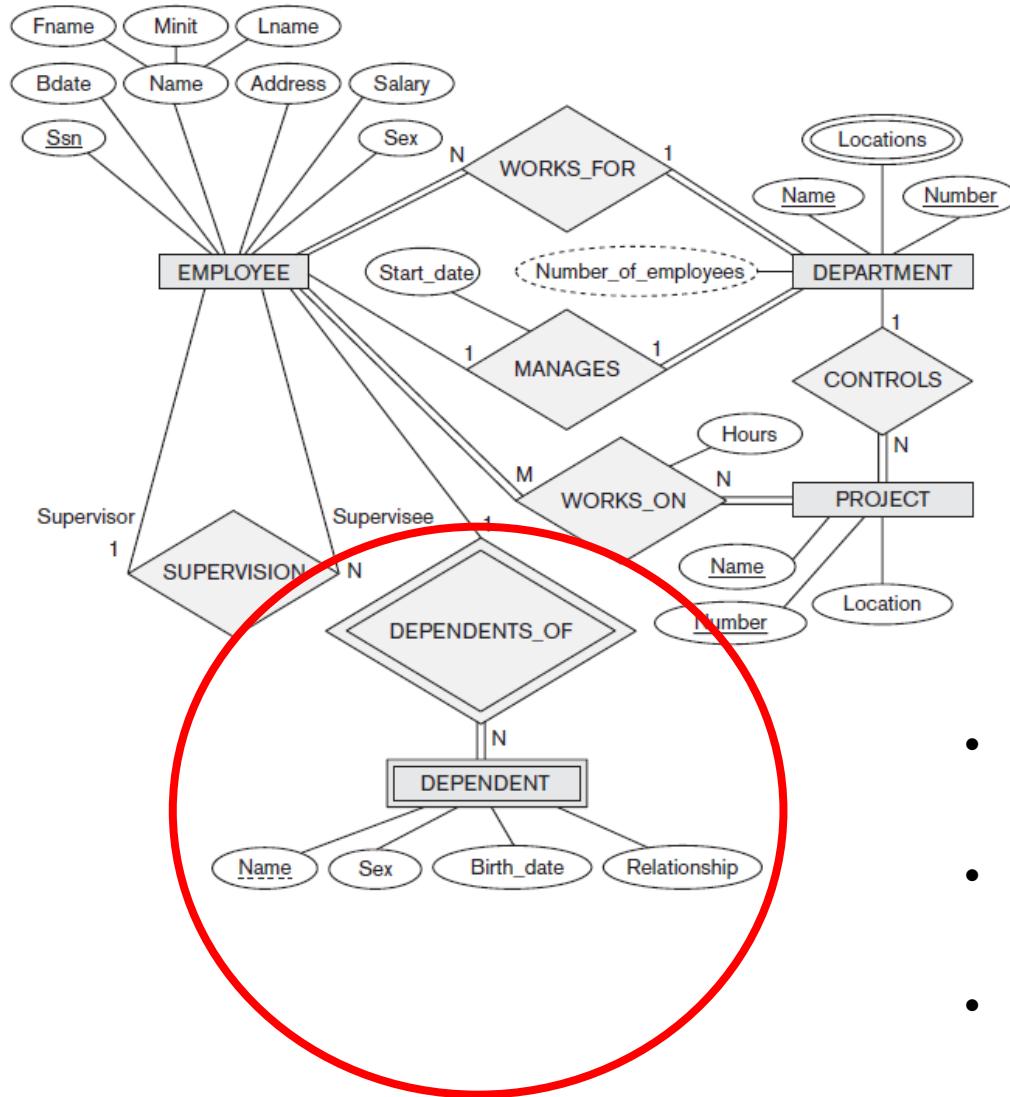 Fname Minit Lname
Bdate Name Address Salary
Ssn Sex
N WORKS_FOR 1
Locations
Name Number
EMPLOYEE Start_date Number_of_employees DEPARTMENT
1 MANAGES 1
1
CONTROLS
N
Hours
M WORKS_ON N
PROJECT
Supervisor Supervisee 1
1 SUPERVISION N
Name
Number Location
DEPENDENTS_OF
N
DEPENDENT
Name Sex Birth_date Relationship
•
•
•